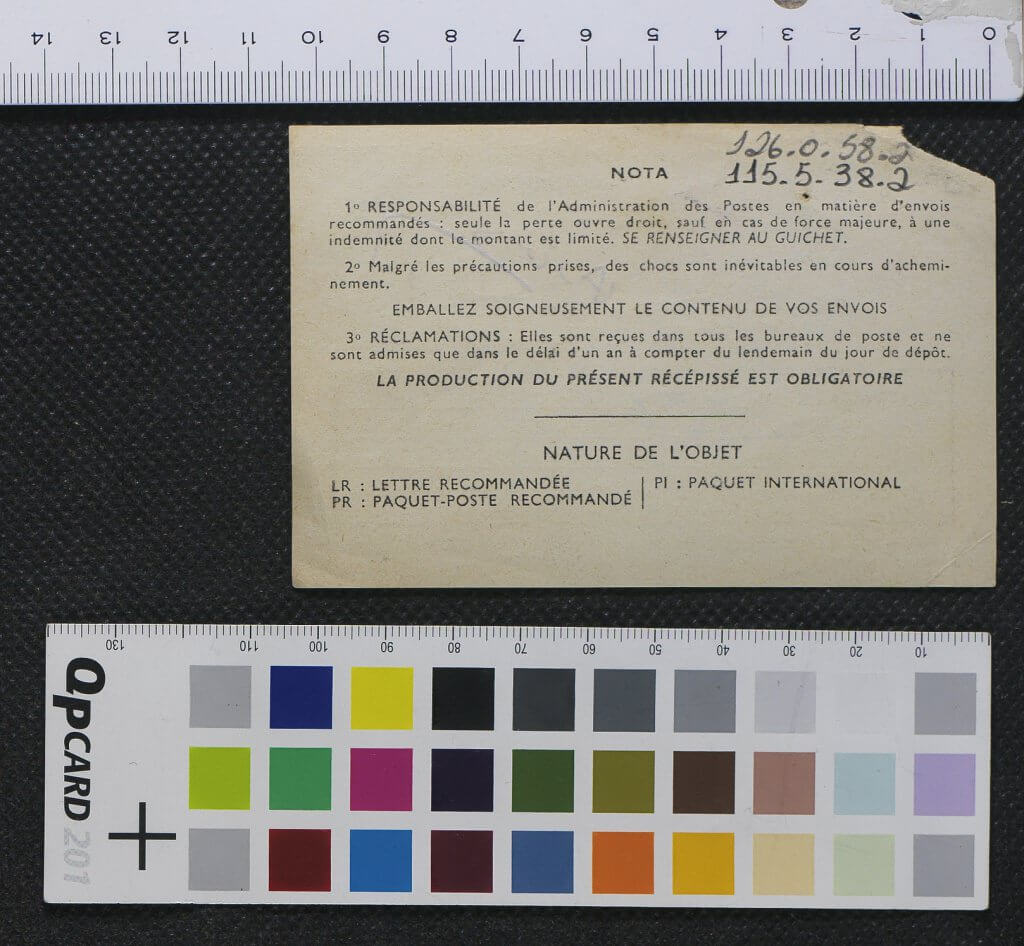 14 13 12 11 10 9 8 7 6 5 4 3 2 1 0
126.0.58.2
NOTA 115.5.38.2
1º RESPONSABILITÉ de l'Administration des Postes en matière d'envois
recommandés : seule la perte ouvre droit, sauf en cas de force majeure, à une
indemnité dont le montant est limité. SE RENSEIGNER AU GUICHET.
2º Malgré les précautions prises, des chocs sont inévitables en cours d'achemi-
nement.
EMBALLEZ SOIGNEUSEMENT LE CONTENU DE VOS ENVOIS
3º RÉCLAMATIONS : Elles sont reçues dans tous les bureaux de poste et ne
sont admises que dans le délai d'un an à compter du lendemain du jour de dépôt.
LA PRODUCTION DU PRÉSENT RÉCÉPISSÉ EST OBLIGATOIRE
NATURE DE L'OBJET
LR : LETTRE RECOMMANDÉE
PR : PAQUET-POSTE RECOMMANDÉ
PI : PAQUET INTERNATIONAL
130 110 100 90 80 70 60 50 40 30 20 10
QPCARD 201